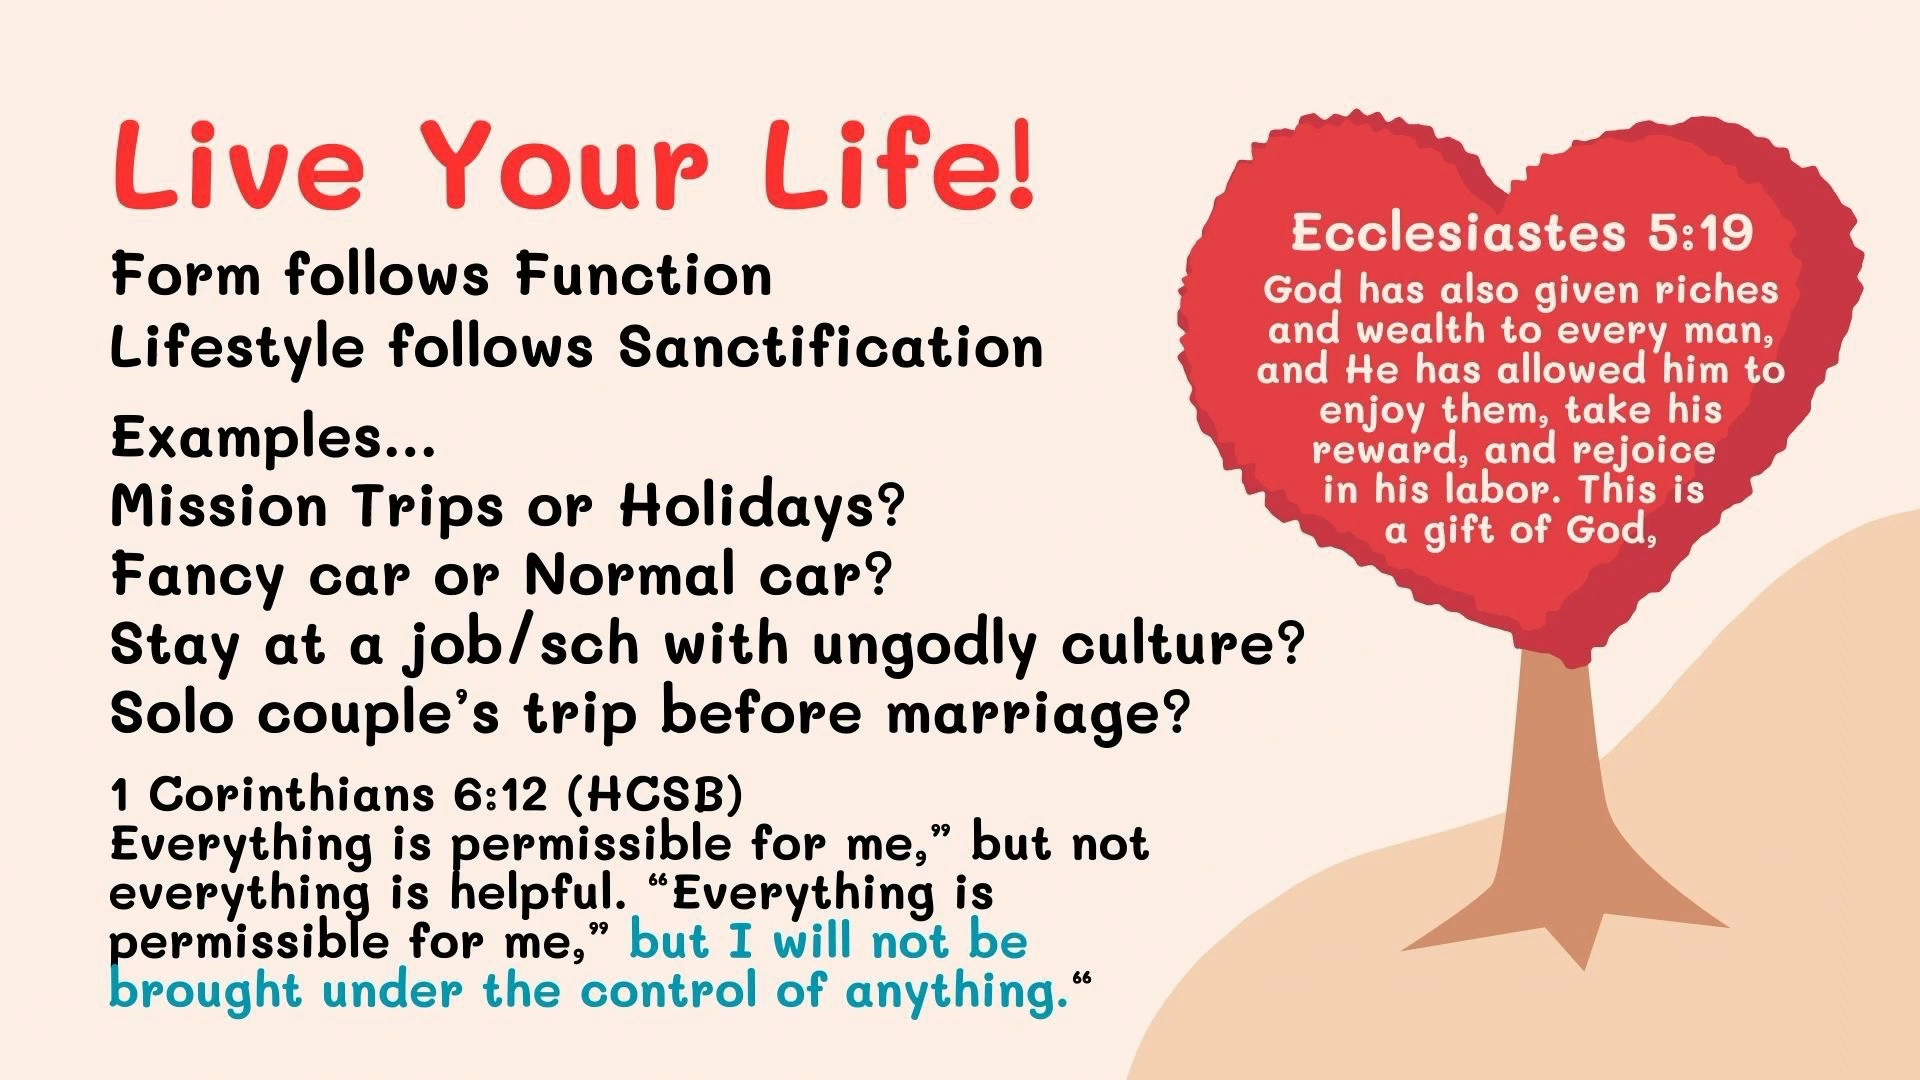 Live Your Life!
Form follows Function
Lifestyle follows Sanctification
Examples...
Mission Trips or Holidays?
Fancy car or Normal car?
Stay at a job/sch with ungodly culture?
Solo couple’s trip before marriage?
1 Corinthians 6:12 (HCSB)
Everything is permissible for me,” but not
everything is helpful. “Everything is
permissible for me,” but I will not be
brought under the control of anything.“
Ecclesiastes 5:19
God has also given riches
and wealth to every man,
and He has allowed him to
enjoy them, take his
reward, and rejoice
in his labor. This is
a gift of God,